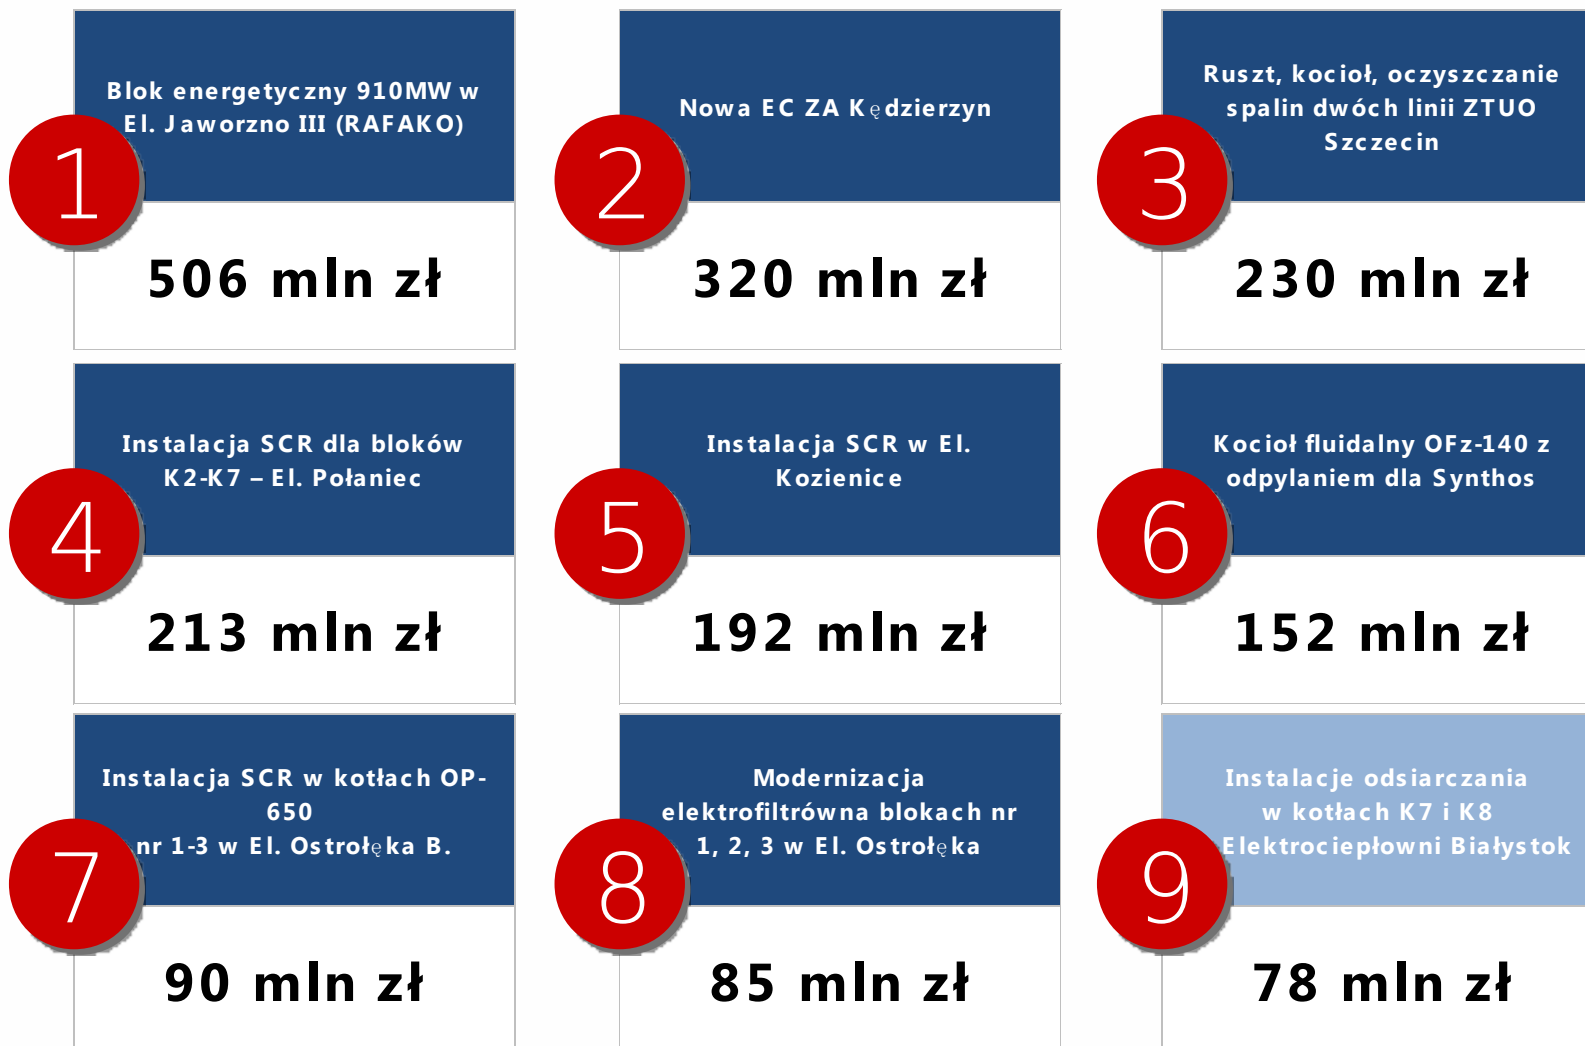 Blok energetyczny 910MW w
El. Jaworzno III (RAFAKO)
1
506 mln zł
Nowa EC ZA Kędzierzyn
2
320 mln zł
Ruszt, kocioł, oczyszczanie
spalin dwóch linii ZTUO
Szczecin
3
230 mln zł
Instalacja SCR dla bloków
K2-K7 – El. Połaniec
4
213 mln zł
Instalacja SCR w El.
Kozienice
5
192 mln zł
Kocioł fluidalny OFz-140 z
odpylaniem dla Synthos
6
152 mln zł
Instalacja SCR w kotłach OP-
650
nr 1-3 w El. Ostrołęka B.
7
90 mln zł
Modernizacja
elektrofiltrówna blokach nr
1, 2, 3 w El. Ostrołęka
8
85 mln zł
Instalacje odsiarczania
w kotłach K7 i K8
Elektrociepłowni Białystok
9
78 mln zł